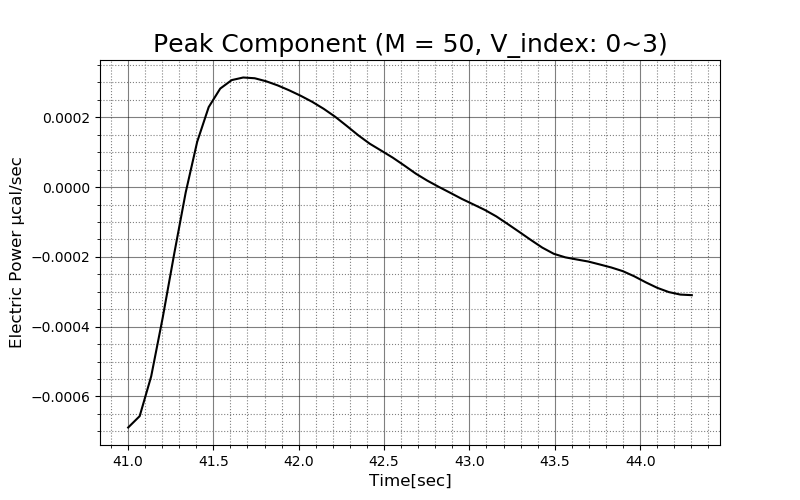 Peak Component (M = 50, V_index: 0~3)
Electric Power μcal/sec
0.0002
0.0000
−0.0002
−0.0004
−0.0006
41.0 41.5 42.0 42.5 43.0 43.5 44.0
Time[sec]